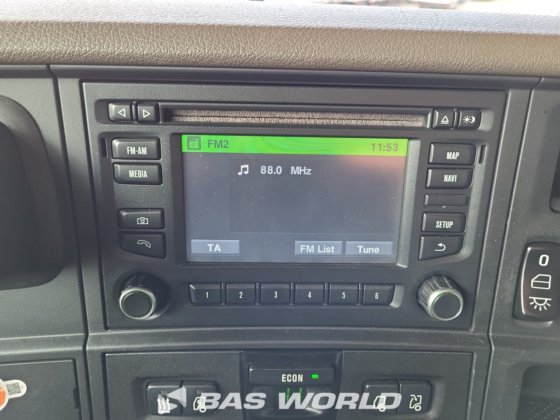 FM2 11:53
FM-AM
MAP
88.0 MHz
MEDIA
NAVI
SETUP
TA FM List Tune
1 2 3 4 5 6
0
ECON
BAS WORLD